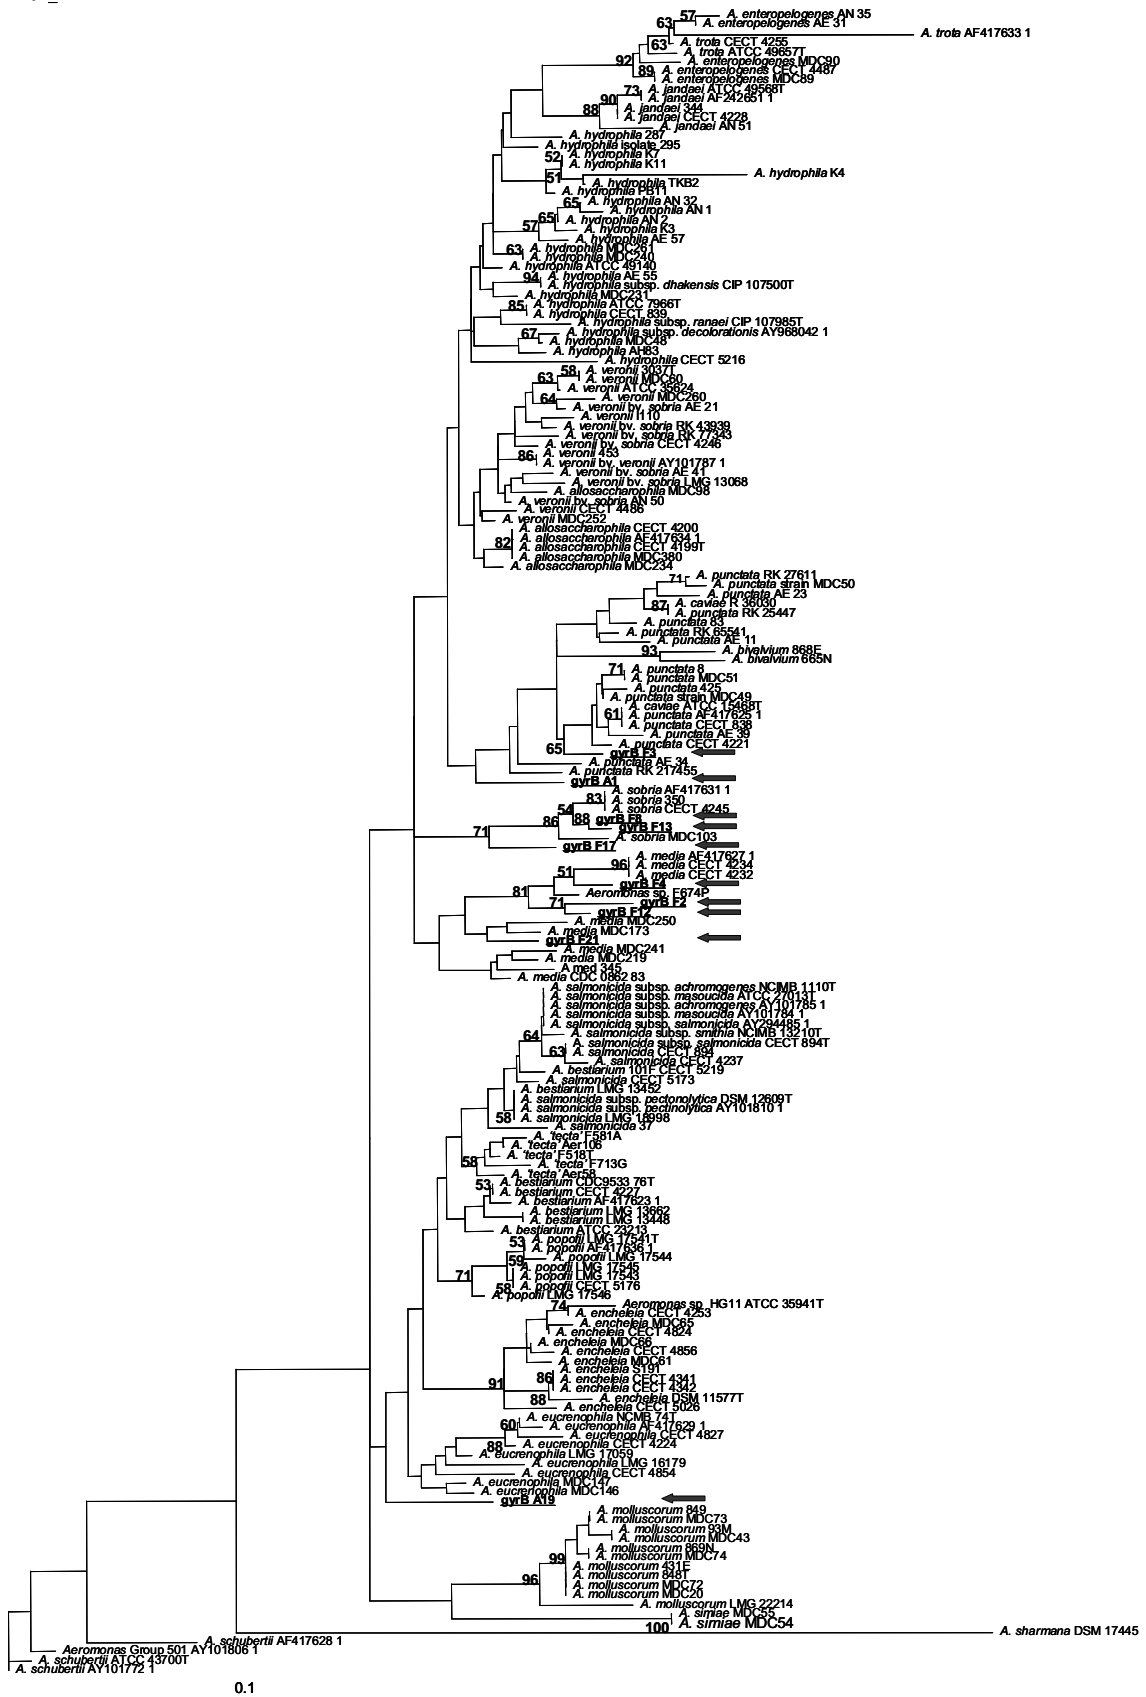 57
A. enteropelogenes AN 35
A. enteropelogenes AE 31
63
A. trota AF417633 1
63
A. trota CECT 4255
A. trota ATCC 49657T
92
A. enteropelogenes MDC90
89
A. enteropelogenes CECT 4487
A. enteropelogenes MDC89
73
A. jandaei ATCC 49568T
90
A. jandaei AF242651 1
88
A. jandaei 344
A. jandaei CECT 4228
A. jandaei AN 51
A. hydrophila 287
A. hydrophila isolate 295
52
A. hydrophila K7
A. hydrophila K11
51
A. hydrophila K4
A. hydrophila TKB2
A. hydrophila PB11
65
A. hydrophila AN 32
A. hydrophila AN 1
65
A. hydrophila AN 2
57
A. hydrophila K3
A. hydrophila AE 57
63
A. hydrophila MDC261
A. hydrophila MDC240
A. hydrophila ATCC 49140
94
A. hydrophila AE 55
A. hydrophila subsp. dhakensis CIP 107500T
A. hydrophila MDC231
85
A. hydrophila ATCC 7966T
A. hydrophila CECT 839
A. hydrophila subsp. ranaei CIP 107985T
67
A. hydrophila subsp. decolorationis AY968042 1
A. hydrophila MDC48
A. hydrophila AH83
A. hydrophila CECT 5216
58
A. veronii 3037T
63
A. veronii MDC60
A. veronii ATCC 35624
64
A. veronii MDC260
A. veronii bv. sobria AE 21
A. veronii I110
A. veronii bv. sobria RK 43939
A. veronii bv. sobria RK 77343
A. veronii bv. sobria CECT 4246
86
A. veronii 453
A. veronii bv. veronii AY101787 1
A. veronii bv. sobria AE 41
A. veronii bv. sobria LMG 13068
A. allosaccharophila MDC98
A. veronii bv. sobria AN 50
A. veronii CECT 4486
A. veronii MDC252
A. allosaccharophila CECT 4200
82
A. allosaccharophila AF417634 1
A. allosaccharophila CECT 4199T
A. allosaccharophila MDC380
A. allosaccharophila MDC234
71
A. punctata RK 27611
A. punctata strain MDC50
A. punctata AE 23
87
A. caviae R 36030
A. punctata RK 25447
A. punctata 83
A. punctata RK 65541
A. punctata AE 11
93
A. bivalvium 868E
A. bivalvium 665N
71
A. punctata 8
A. punctata MDC51
A. punctata 425
A. punctata strain MDC49
A. caviae ATCC 15468T
61
A. punctata AF417625 1
A. punctata CECT 838
A. punctata AE 39
A. punctata CECT 4221
65
gyrB F3
A. punctata AE 34
A. punctata RK 217455
gyrB A1
A. sobria AF417631 1
83
A. sobria 350
54
A. sobria CECT 4245
86
88
gyrB F8
gyrB F13
71
A. sobria MDC103
gyrB F17
A. media AF417627 1
96
A. media CECT 4234
51
A. media CECT 4232
gyrB F4
81
Aeromonas sp. F674P
71
gyrB F2
gyrB F12
A. media MDC250
A. media MDC173
gyrB F21
A. media MDC241
A. media MDC219
A med 345
A. media CDC 0862 83
A. salmonicida subsp. achromogenes NCIMB 1110T
A. salmonicida subsp. masoucida ATCC 27013T
A. salmonicida subsp. achromogenes AY101785 1
A. salmonicida subsp. masoucida AY101784 1
A. salmonicida subsp. salmonicida AY294485 1
64
A. salmonicida subsp. smithia NCIMB 13210T
A. salmonicida subsp. salmonicida CECT 894T
63
A. salmonicida CECT 894
A. salmonicida CECT 4237
A. bestiarium 101F CECT 5219
A. salmonicida CECT 5173
A. bestiarium LMG 13452
A. salmonicida subsp. pectonolytica DSM 12609T
A. salmonicida subsp. pectinolytica AY101810 1
58
A. salmonicida LMG 18998
A. salmonicida 37
A. 'tecta' F581A
A. 'tecta' Aer106
A. 'tecta' F518T
58
A. 'tecta' F713G
A. 'tecta' Aer58
53
A. bestiarium CDC9533 76T
A. bestiarium CECT 4227
A. bestiarium AF417623 1
A. bestiarium LMG 13662
A. bestiarium LMG 13448
A. bestiarium ATCC 23213
53
A. popofii LMG 17541T
A. popofii AF417636 1
59
A. popofii LMG 17544
A. popofii LMG 17545
71
A. popofii LMG 17543
58
A. popofii CECT 5176
A. popofii LMG 17546
74
Aeromonas sp HG11 ATCC 35941T
A. encheleia CECT 4253
A. encheleia MDC65
A. encheleia CECT 4824
A. encheleia MDC66
A. encheleia CECT 4856
A. encheleia MDC61
A. encheleia S191
86
A. encheleia CECT 4341
91
A. encheleia CECT 4342
88
A. encheleia DSM 11577T
A. encheleia CECT 5026
A. eucrenophila NCMB 74T
60
A. eucrenophila AF417629 1
A. eucrenophila CECT 4827
88
A. eucrenophila CECT 4224
A. eucrenophila LMG 17059
A. eucrenophila LMG 16179
A. eucrenophila CECT 4854
A. eucrenophila MDC147
A. eucrenophila MDC146
gyrB A19
A. molluscorum 849
A. molluscorum MDC73
A. molluscorum 93M
A. molluscorum MDC43
A. molluscorum 869N
99
A. molluscorum MDC74
A. molluscorum 431E
96
A. molluscorum 848T
A. molluscorum MDC72
A. molluscorum MDC20
A. molluscorum LMG 22214
A. simiae MDC55
100
A. simiae MDC54
A. sharmana DSM 17445
A. schubertii AF417628 1
Aeromonas Group 501 AY101806 1
A. schubertii ATCC 43700T
A. schubertii AY101772 1
0.1